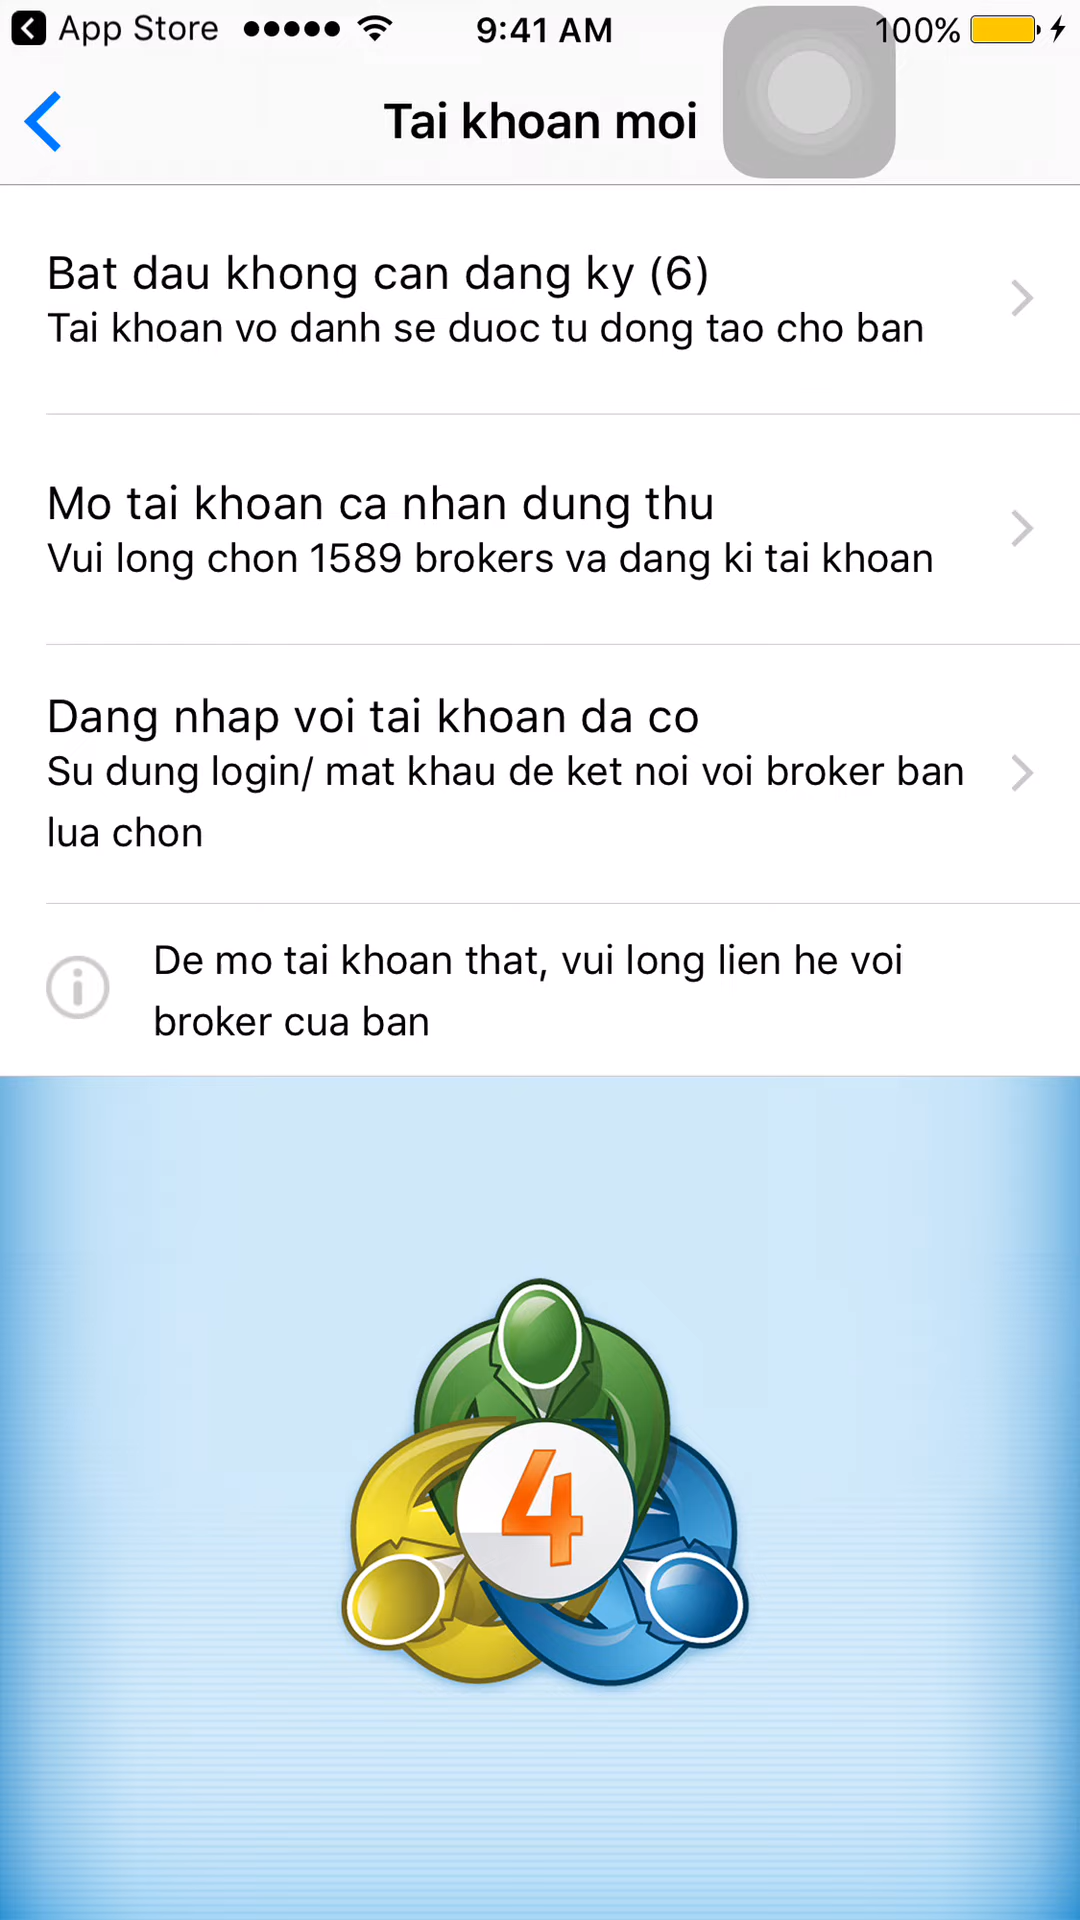 App Store 9:41 AM 100%
Tai khoan moi
Bat dau khong can dang ky (6)
Tai khoan vo danh se duoc tu dong tao cho ban
Mo tai khoan ca nhan dung thu
Vui long chon 1589 brokers va dang ki tai khoan
Dang nhap voi tai khoan da co
Su dung login/ mat khau de ket noi voi broker ban
lua chon
De mo tai khoan that, vui long lien he voi
broker cua ban
4